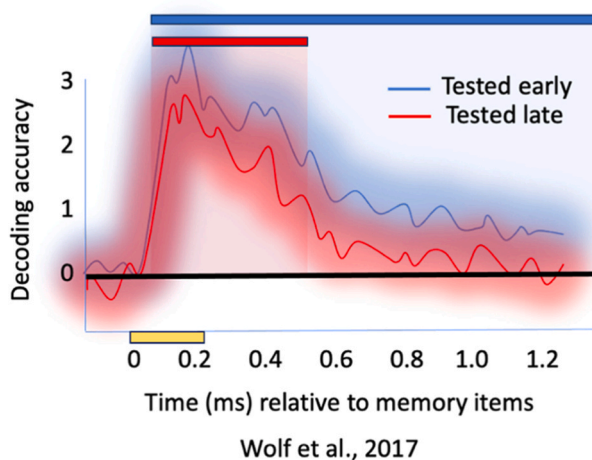 Tested early
Tested late
Decoding accuracy
3
2
1
0
0 0.2 0.4 0.6 0.8 1.0 1.2
Time (ms) relative to memory items
Wolf et al., 2017